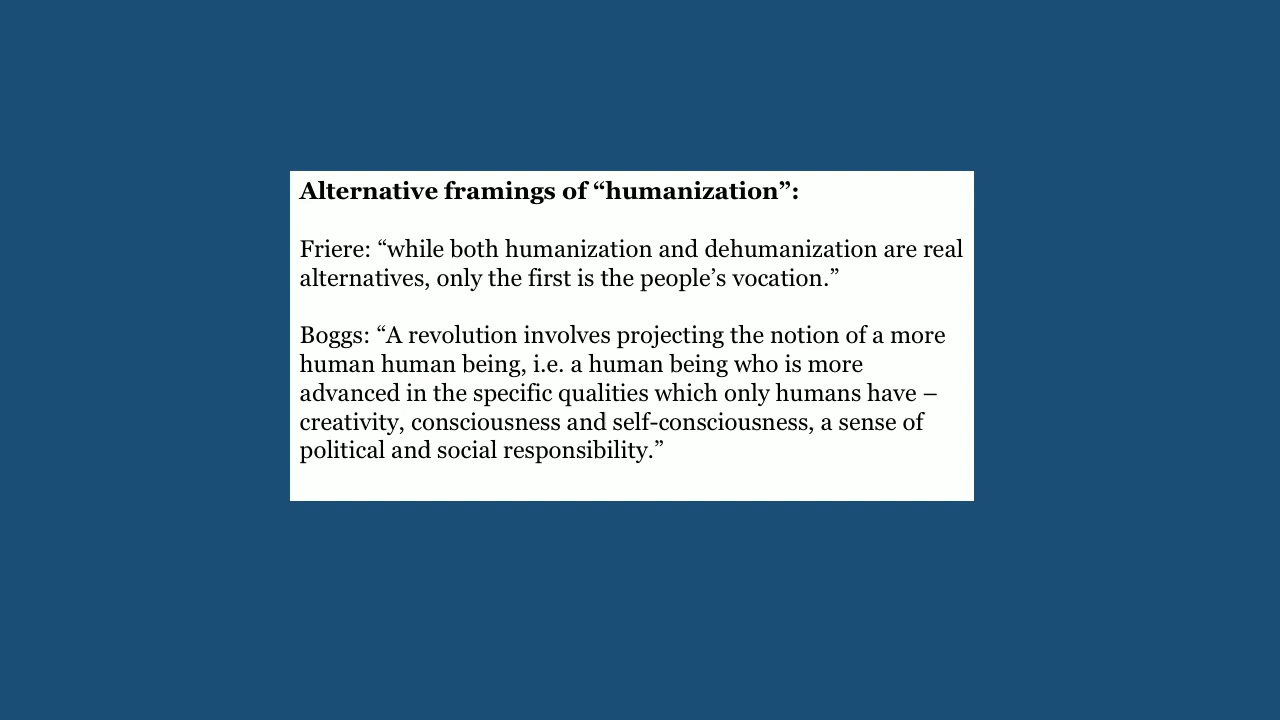 Alternative framings of “humanization”:
Friere: “while both humanization and dehumanization are real
alternatives, only the first is the people’s vocation.”
Boggs: “A revolution involves projecting the notion of a more
human human being, i.e. a human being who is more
advanced in the specific qualities which only humans have –
creativity, consciousness and self-consciousness, a sense of
political and social responsibility.”